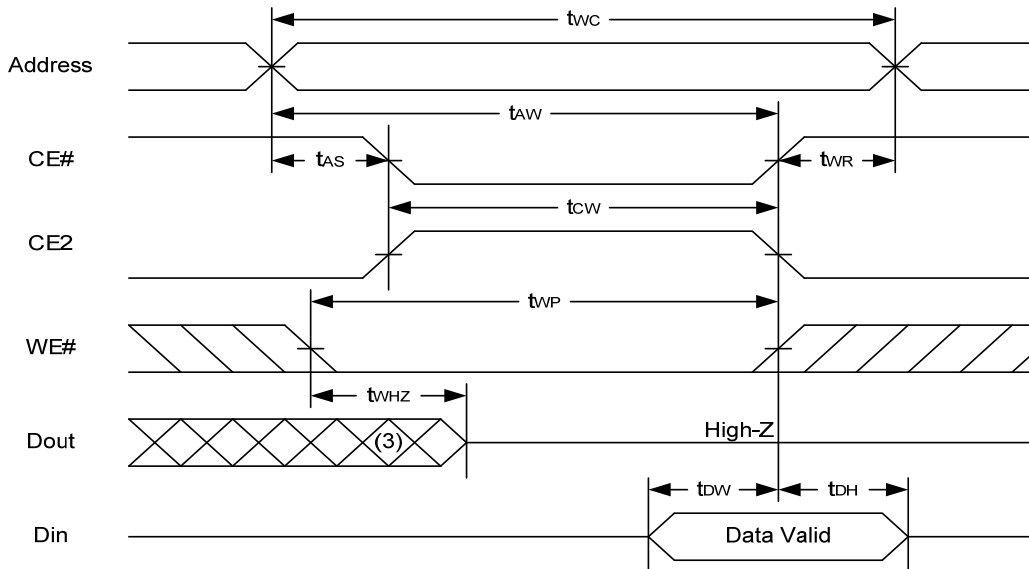 tWC
Address
tAW
CE#
tAS
tWR
tCW
CE2
tWP
WE#
tWHZ
Dout
(3)
High-Z
tDW
tDH
Din
Data Valid